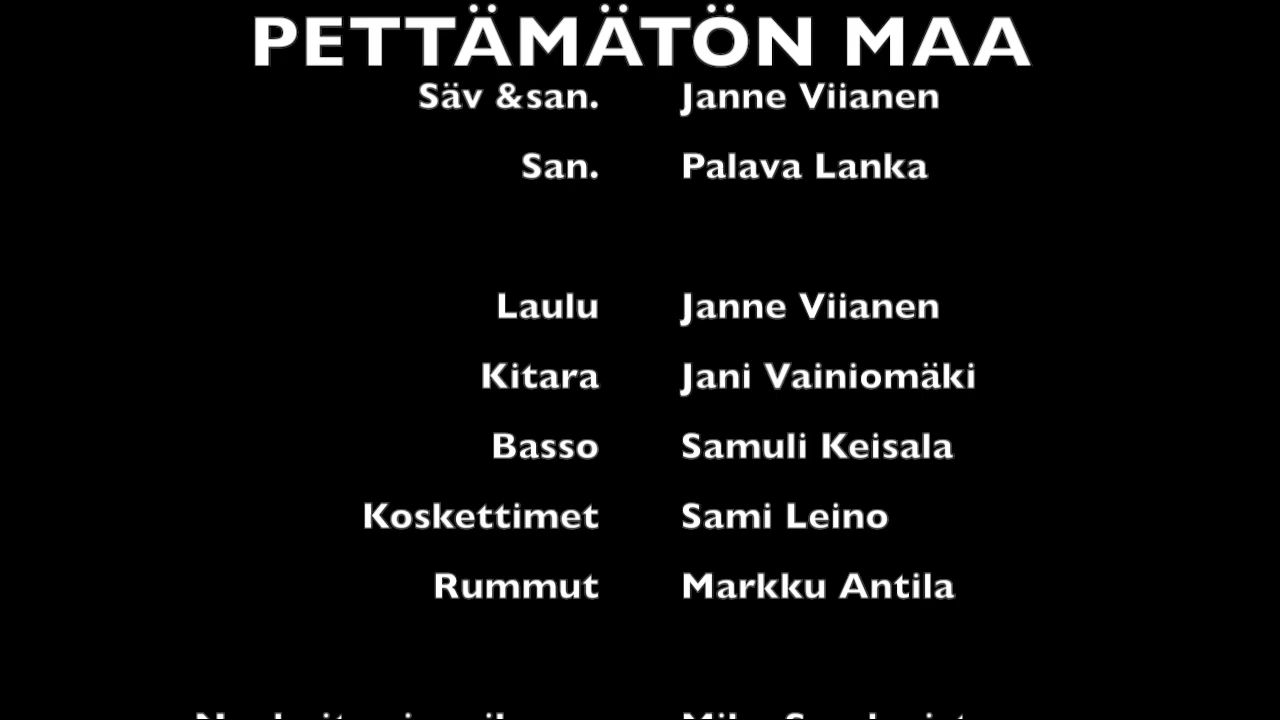 PETTÄMÄTÖN MAA
Säv &san. Janne Viianen
San. Palava Lanka
Laulu Janne Viianen
Kitara Jani Vainiomäki
Basso Samuli Keisala
Koskettimet Sami Leino
Rummut Markku Antila